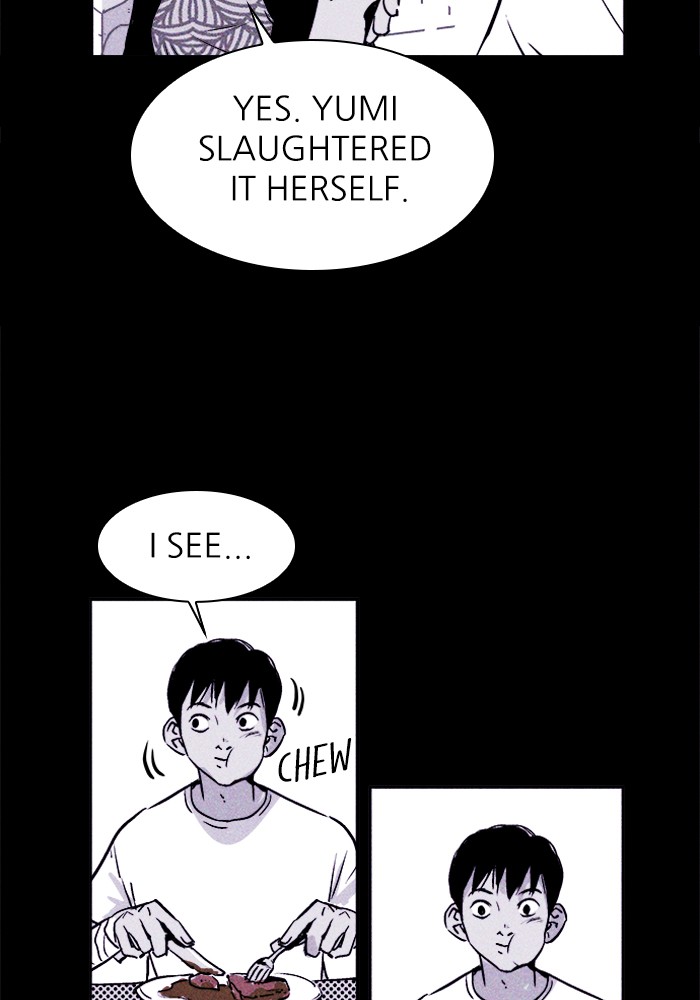 YES. YUMI
SLAUGHTERED
IT HERSELF.
I SEE...
CHEW